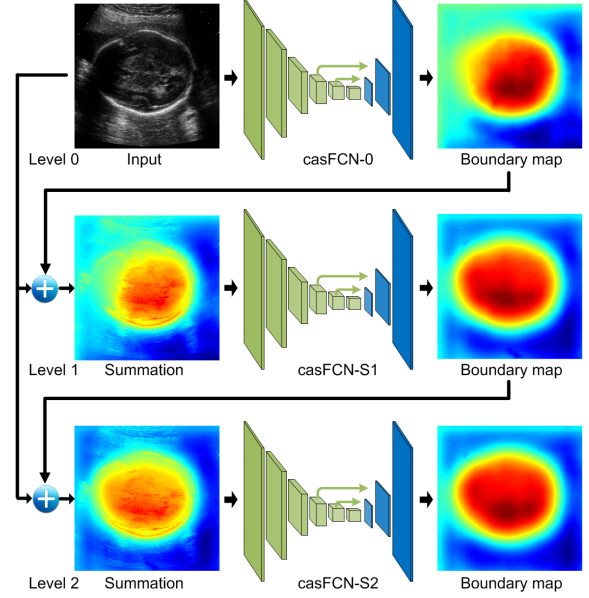 Level 0 Input casFCN-0 Boundary map
Level 1 Summation casFCN-S1 Boundary map
Level 2 Summation casFCN-S2 Boundary map